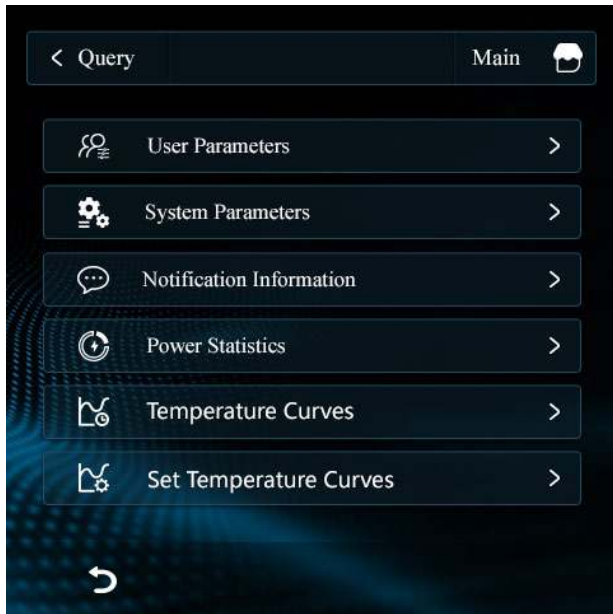 Query Main
User Parameters
System Parameters
Notification Information
Power Statistics
Temperature Curves
Set Temperature Curves